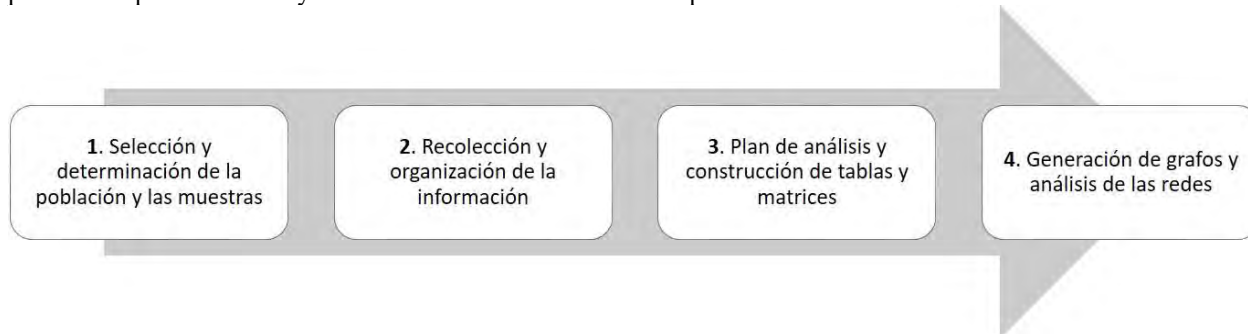 1. Selección y
determinación de la
población y las muestras
2. Recolección y
organización de la
información
3. Plan de análisis y
construcción de tablas y
matrices
4. Generación de grafos y
análisis de las redes